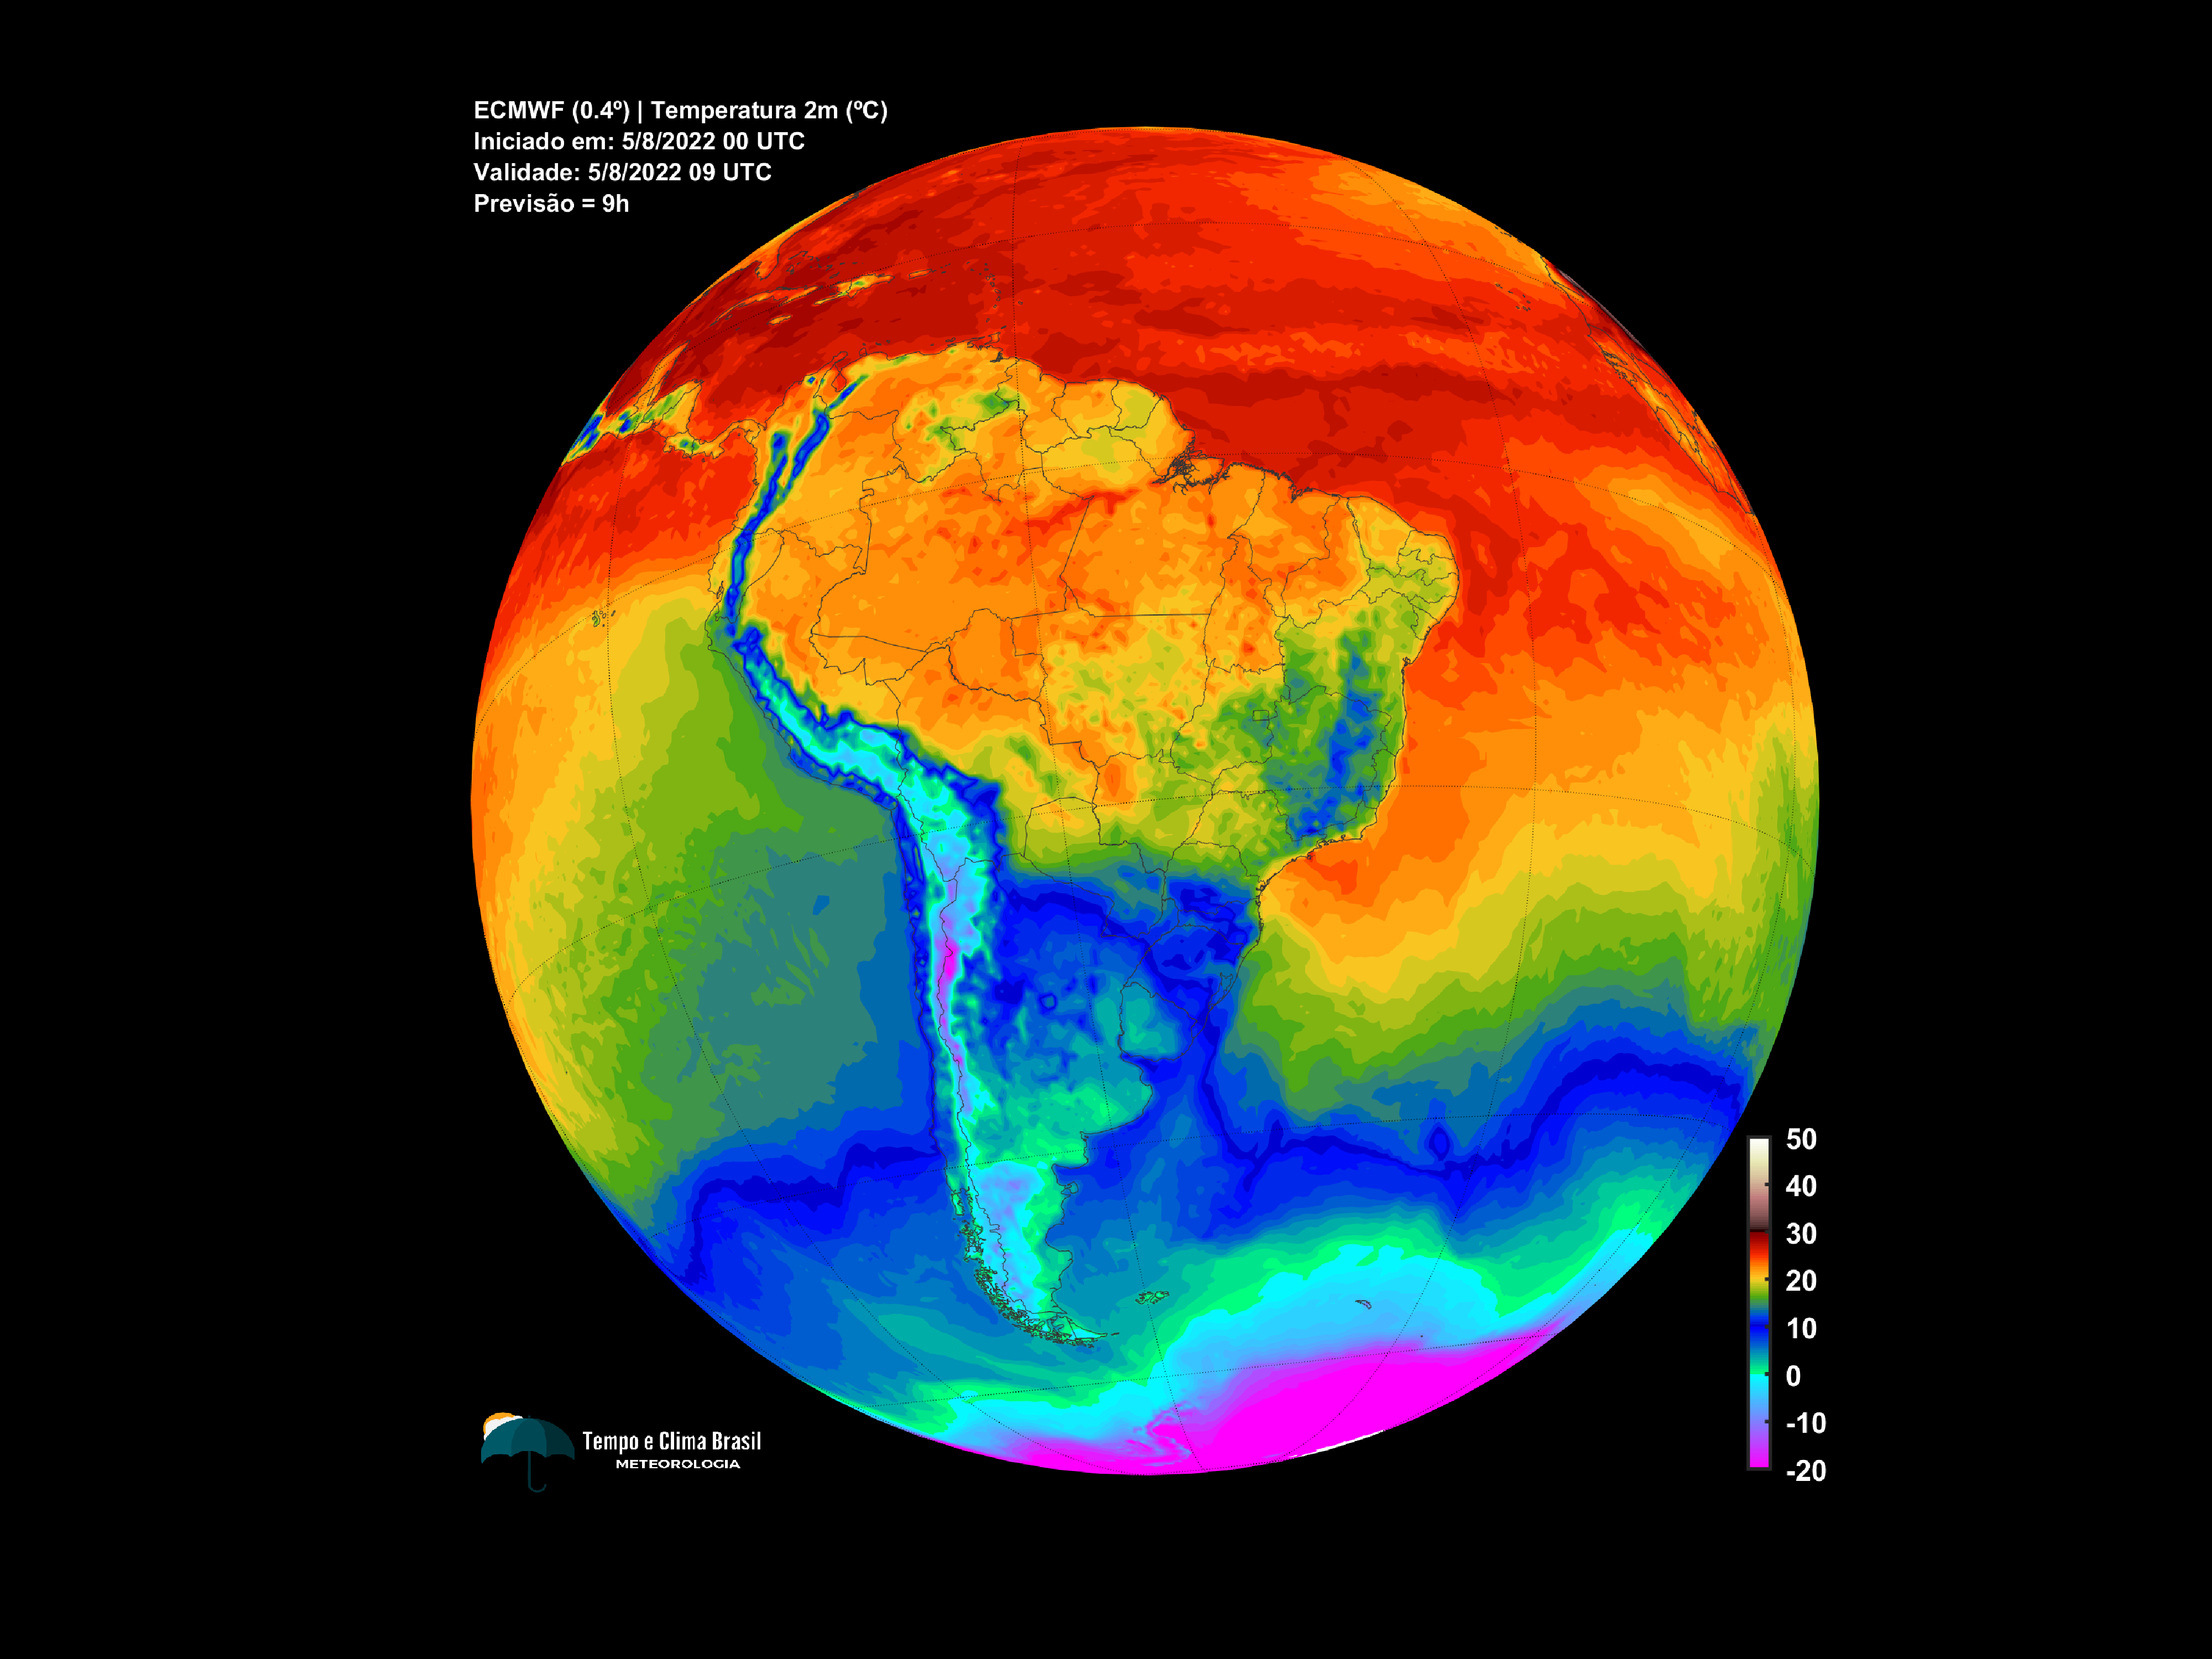 ECMWF (0.4º) | Temperatura 2m (ºC)
Iniciado em: 5/8/2022 00 UTC
Validade: 5/8/2022 09 UTC
Previsão = 9h
50
40
30
20
10
0
-10
-20
Tempo e Clima Brasil
METEOROLOGIA